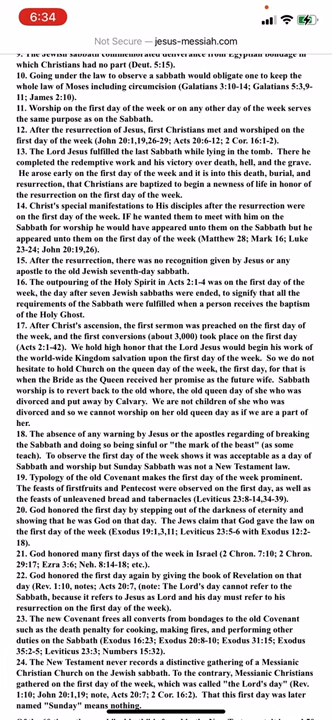 6:34
Not Secure — jesus-messiah.com
9. The Jewish sabbath commemorated deliverance from Egyptian bondage in
which Christians had no part (Deut. 5:15).
10. Going under the law to observe a sabbath would obligate one to keep the
whole law of Moses including circumcision (Galatians 3:10-14; Galatians 5:3,9-
11; James 2:10).
11. Worship on the first day of the week or on any other day of the week serves
the same purpose as on the Sabbath.
12. After the resurrection of Jesus, first Christians met and worshiped on the
first day of the week (John 20:1,19,26-29; Acts 20:6-12; 2 Cor. 16:1-2).
13. The Lord Jesus fulfilled the last Sabbath while lying in the tomb. There he
completed the redemptive work and his victory over death, hell, and the grave.
He arose early on the first day of the week and it is into this death, burial, and
resurrection, that Christians are baptized to begin a newness of life in honor of
the resurrection on the first day of the week.
14. Christ's special manifestations to His disciples after the resurrection were
on the first day of the week. IF he wanted them to meet with him on the
Sabbath for worship he would have appeared unto them on the Sabbath but he
appeared unto them on the first day of the week (Matthew 28; Mark 16; Luke
23-24; John 20:19,26).
15. After the resurrection, there was no recognition given by Jesus or any
apostle to the old Jewish seventh-day sabbath.
16. The outpouring of the Holy Spirit in Acts 2:1-4 was on the first day of the
week, the day after seven Jewish sabbaths were ended, to signify that all the
requirements of the Sabbath were fulfilled when a person receives the baptism
of the Holy Ghost.
17. After Christ's ascension, the first sermon was preached on the first day of
the week, and the first conversions (about 3,000) took place on the first day
(Acts 2:1-42). We hold high honor that the Lord Jesus would begin his work of
the world-wide Kingdom salvation upon the first day of the week. So we do not
hesitate to hold Church on the queen day of the week, the first day, for that is
when the Bride as the Queen received her promise as the future wife. Sabbath
worship is to revert back to the old whore, the old queen day of she who was
divorced and put away by Calvary. We are not children of she who was
divorced and so we cannot worship on her old queen day as if we are a part of
her.
18. The absence of any warning by Jesus or the apostles regarding of breaking
the Sabbath and doing so being sinful or "the mark of the beast" (as some
teach). To observe the first day of the week shows it was acceptable as a day of
Sabbath and worship but Sunday Sabbath was not a New Testament law.
19. Typology of the old Covenant makes the first day of the week prominent.
The feasts of firstfruits and Pentecost were observed on the first day, as well as
the feasts of unleavened bread and tabernacles (Leviticus 23:8-14,34-39).
20. God honored the first day by stepping out of the darkness of eternity and
showing that he was God on that day. The Jews claim that God gave the law on
the first day of the week (Exodus 19:1,3,11; Leviticus 23:5-6 with Exodus 12:2-
18).
21. God honored many first days of the week in Israel (2 Chron. 7:10; 2 Chron.
29:17; Ezra 3:6; Neh. 8:14-18; etc.).
22. God honored the first day again by giving the book of Revelation on that
day (Rev. 1:10, notes; Acts 20:7, (note: The Lord's day cannot refer to the
Sabbath, because it refers to Jesus as Lord and his day must refer to his
resurrection on the first day of the week).
23. The new Covenant frees all converts from bondages to the old Covenant
such as the death penalty for cooking, making fires, and performing other
duties on the Sabbath (Exodus 16:23; Exodus 20:8-10; Exodus 31:15; Exodus
35:2-5; Leviticus 23:3; Numbers 15:32).
24. The New Testament never records a distinctive gathering of a Messianic
Christian Church on the Jewish sabbath. To the contrary, Messianic Christians
gathered on the first day of the week, which was called "the Lord's day" (Rev.
1:10; John 20:1,19; note, Acts 20:7; 2 Cor. 16:2). That this first day was later
named "Sunday" means nothing.